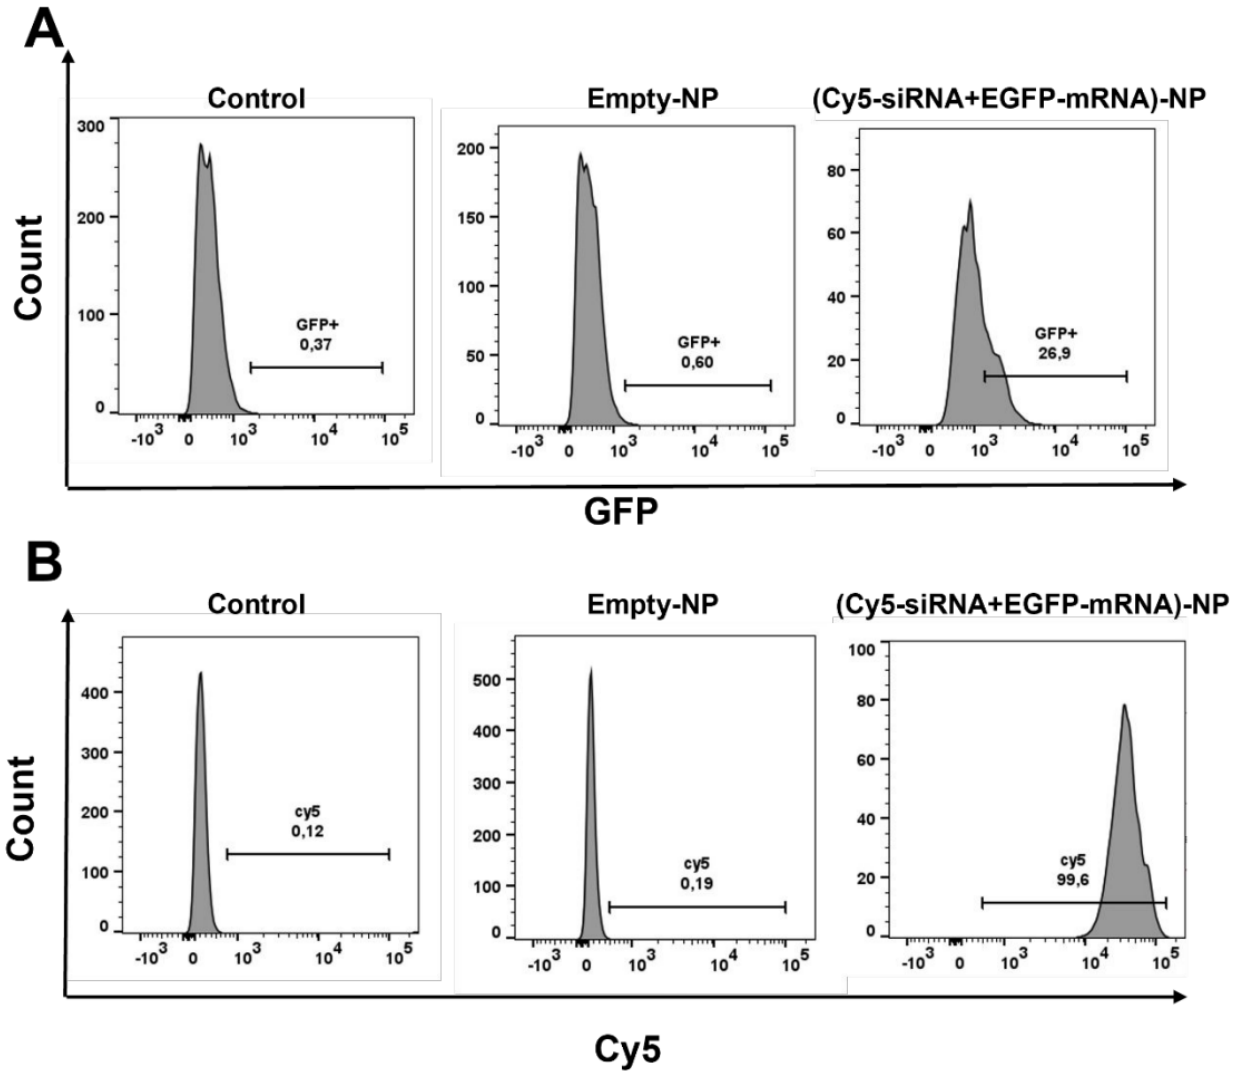 A
Control
Empty-NP
(Cy5-siRNA+EGFP-mRNA)-NP
Count
300
200
100
0
GFP+
0,37
-10³ 0 10³ 10⁴ 10⁵
200
150
100
50
0
GFP+
0,60
-10³ 0 10³ 10⁴ 10⁵
80
60
40
20
0
GFP+
26,9
-10³ 0 10³ 10⁴ 10⁵
GFP
B
Control
Empty-NP
(Cy5-siRNA+EGFP-mRNA)-NP
Count
400
300
200
100
0
cy5
0,12
-10³ 0 10³ 10⁴ 10⁵
500
400
300
200
100
0
cy5
0,19
-10³ 0 10³ 10⁴ 10⁵
100
80
60
40
20
0
cy5
99,6
-10³ 0 10³ 10⁴ 10⁵
Cy5